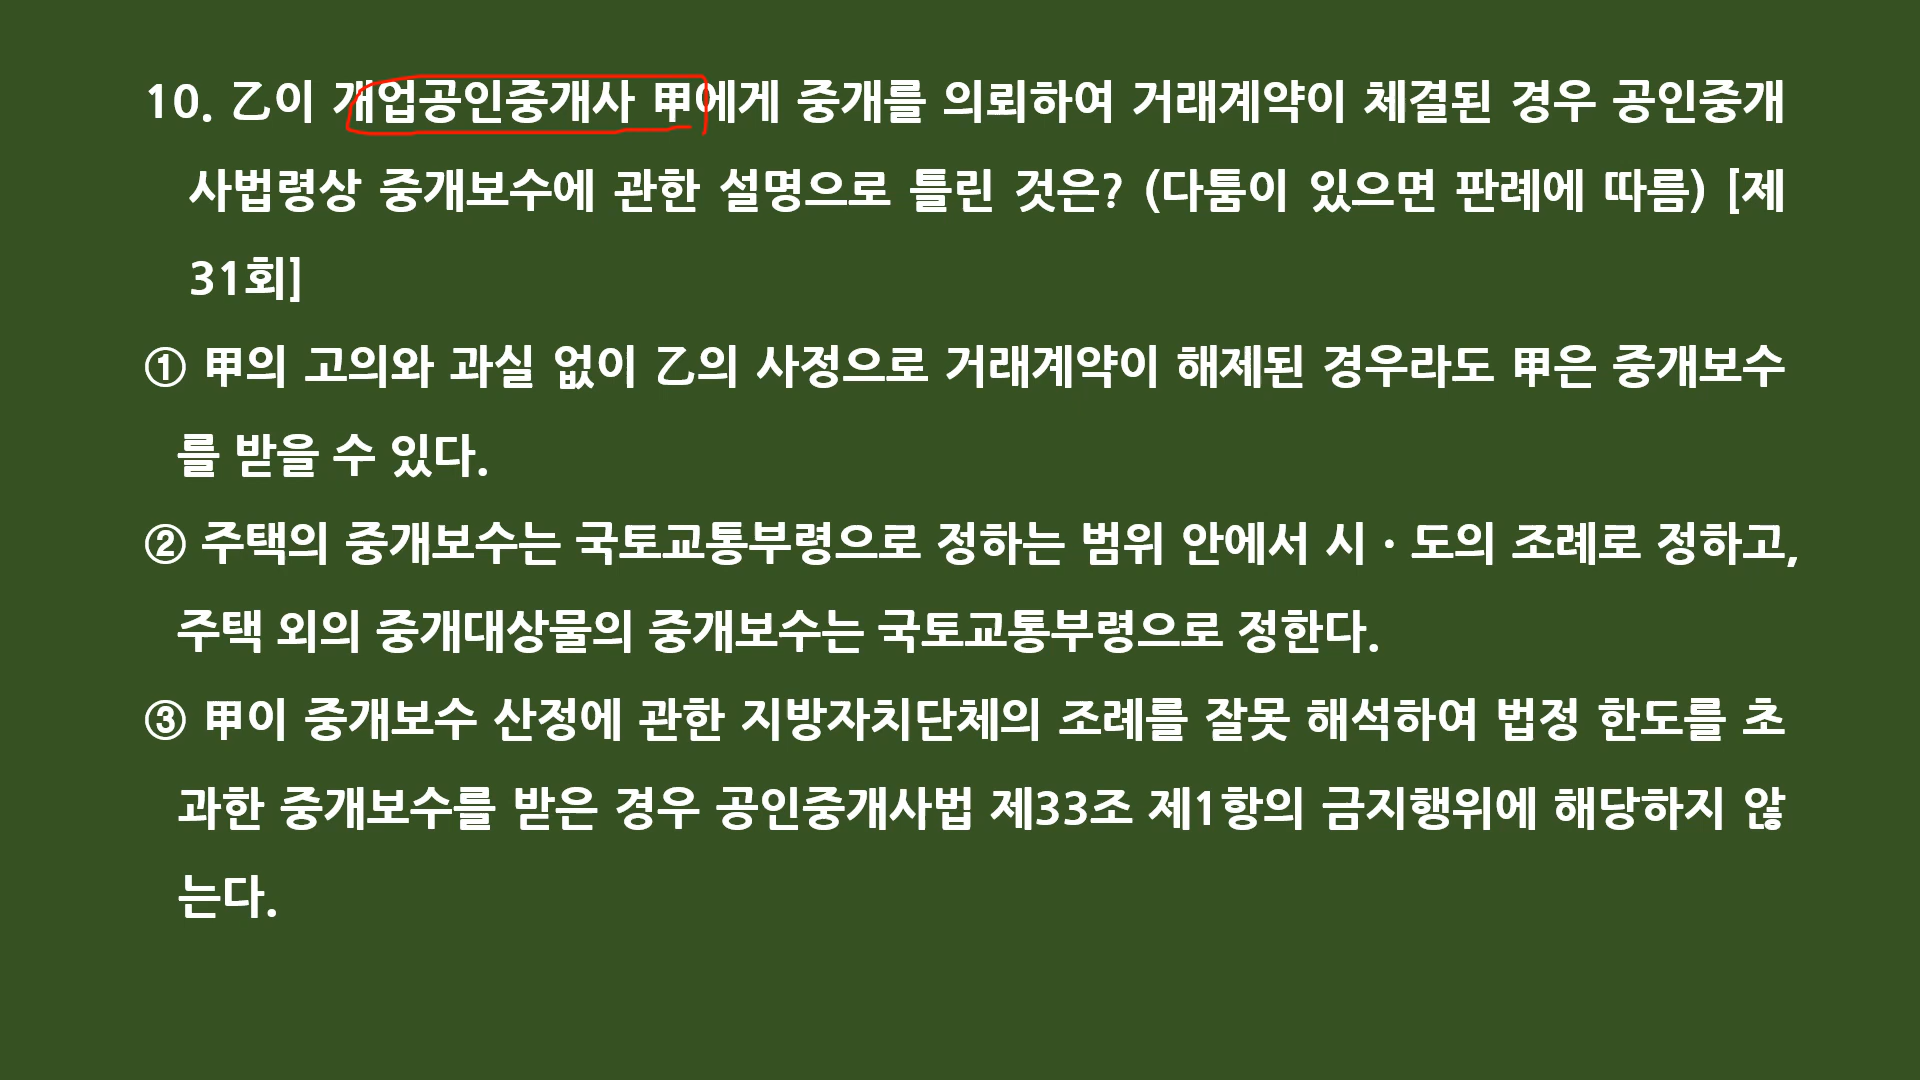 10. 乙이 개업공인중개사 甲에게 중개를 의뢰하여 거래계약이 체결된 경우 공인중개
사법령상 중개보수에 관한 설명으로 틀린 것은? (다툼이 있으면 판례에 따름) [제
31회]
① 甲의 고의와 과실 없이 乙의 사정으로 거래계약이 해제된 경우라도 甲은 중개보수
를 받을 수 있다.
② 주택의 중개보수는 국토교통부령으로 정하는 범위 안에서 시·도의 조례로 정하고,
주택 외의 중개대상물의 중개보수는 국토교통부령으로 정한다.
③ 甲이 중개보수 산정에 관한 지방자치단체의 조례를 잘못 해석하여 법정 한도를 초
과한 중개보수를 받은 경우 공인중개사법 제33조 제1항의 금지행위에 해당하지 않
는다.